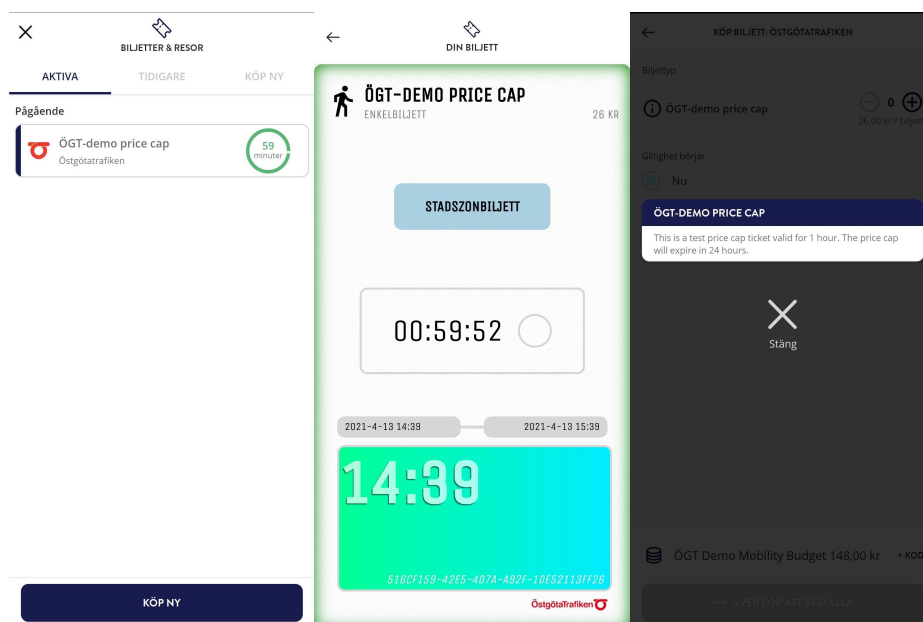 BILJETTER & RESOR
AKTIVA TIDIGARE KÖP NY
Pågående
ÖGT-demo price cap
Östgötatrafiken
59
minuter
KÖP NY
DIN BILJETT
ÖGT-DEMO PRICE CAP
ENKELBILJETT 26 KR
STADSZONBILJETT
00:59:52
2021-4-13 14:39 2021-4-13 15:39
14:39
516CF159-42E5-407A-A92F-1DE52113FF26
ÖstgötaTrafiken
KÖP BILJETT: ÖSTGÖTATRAFIKEN
Biljettyp
ÖGT-demo price cap 0
26,00 kr / biljett
Giltighet börjar
Nu
ÖGT-DEMO PRICE CAP
This is a test price cap ticket valid for 1 hour. The price cap
will expire in 24 hours.
Stäng
ÖGT Demo Mobility Budget 148,00 kr + KOD
→ SVEP FÖR ATT BESTÄLLA